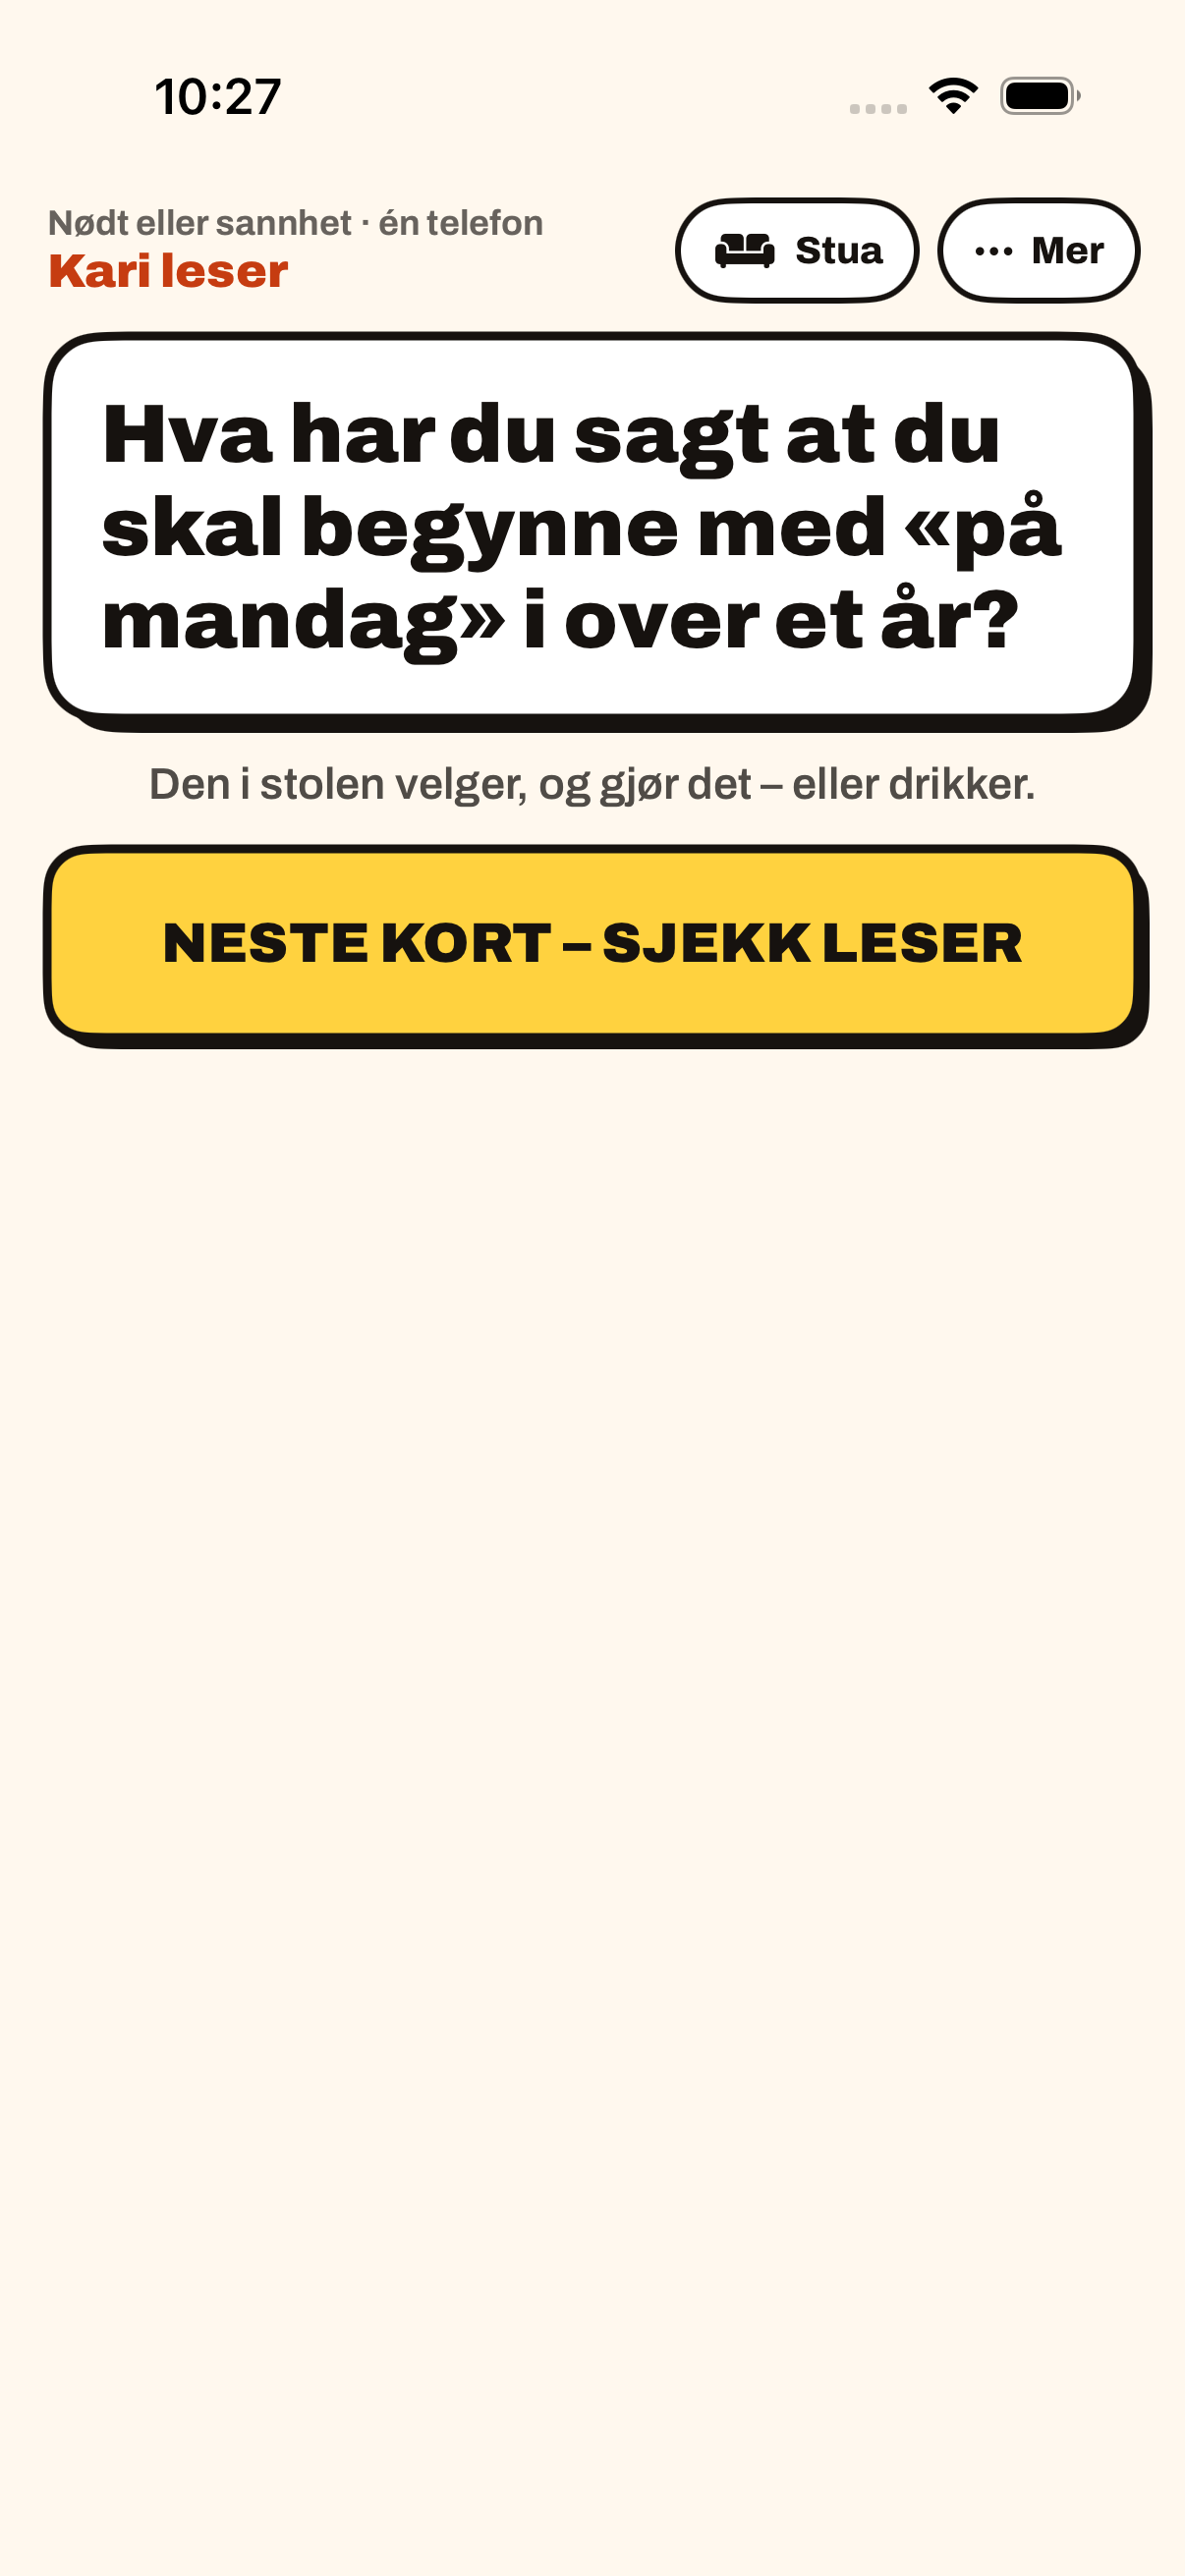 10:27
Nødt eller sannhet · én telefon
Kari leser
Stua
Mer
Hva har du sagt at du
skal begynne med «på
mandag» i over et år?
Den i stolen velger, og gjør det – eller drikker.
NESTE KORT – SJEKK LESER